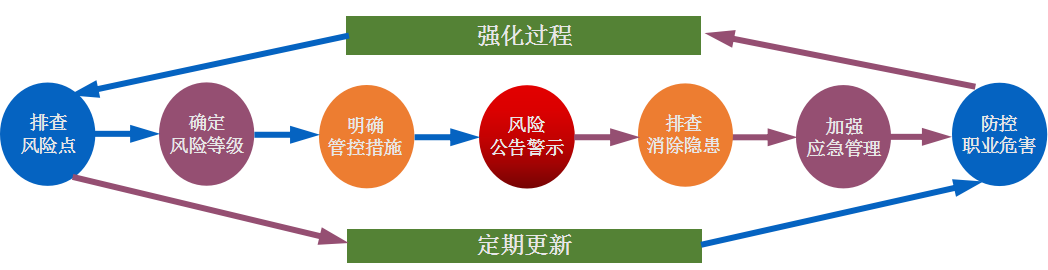 强化过程
排查
风险点
确定
风险等级
明确
管控措施
风险
公告警示
排查
消除隐患
加强
应急管理
防控
职业危害
定期更新